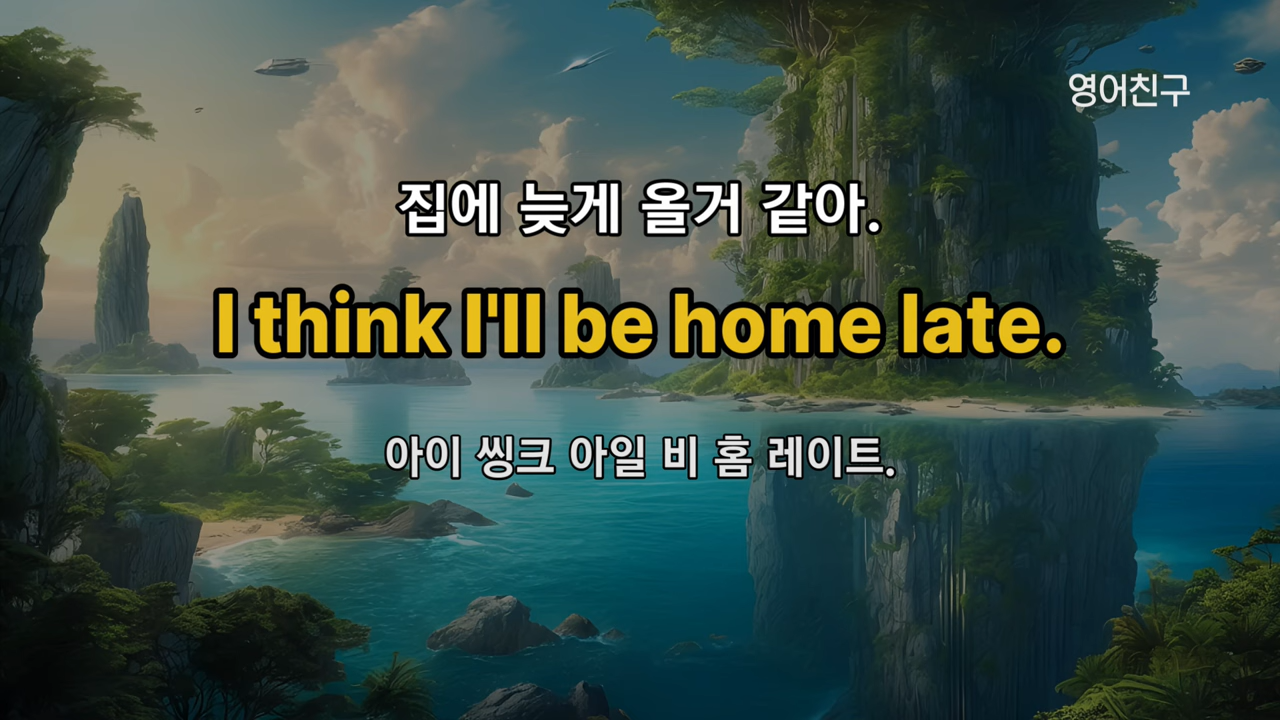 영어친구
집에 늦게 올거 같아.
I think I'll be home late.
아이 씽크 아일 비 홈 레이트.